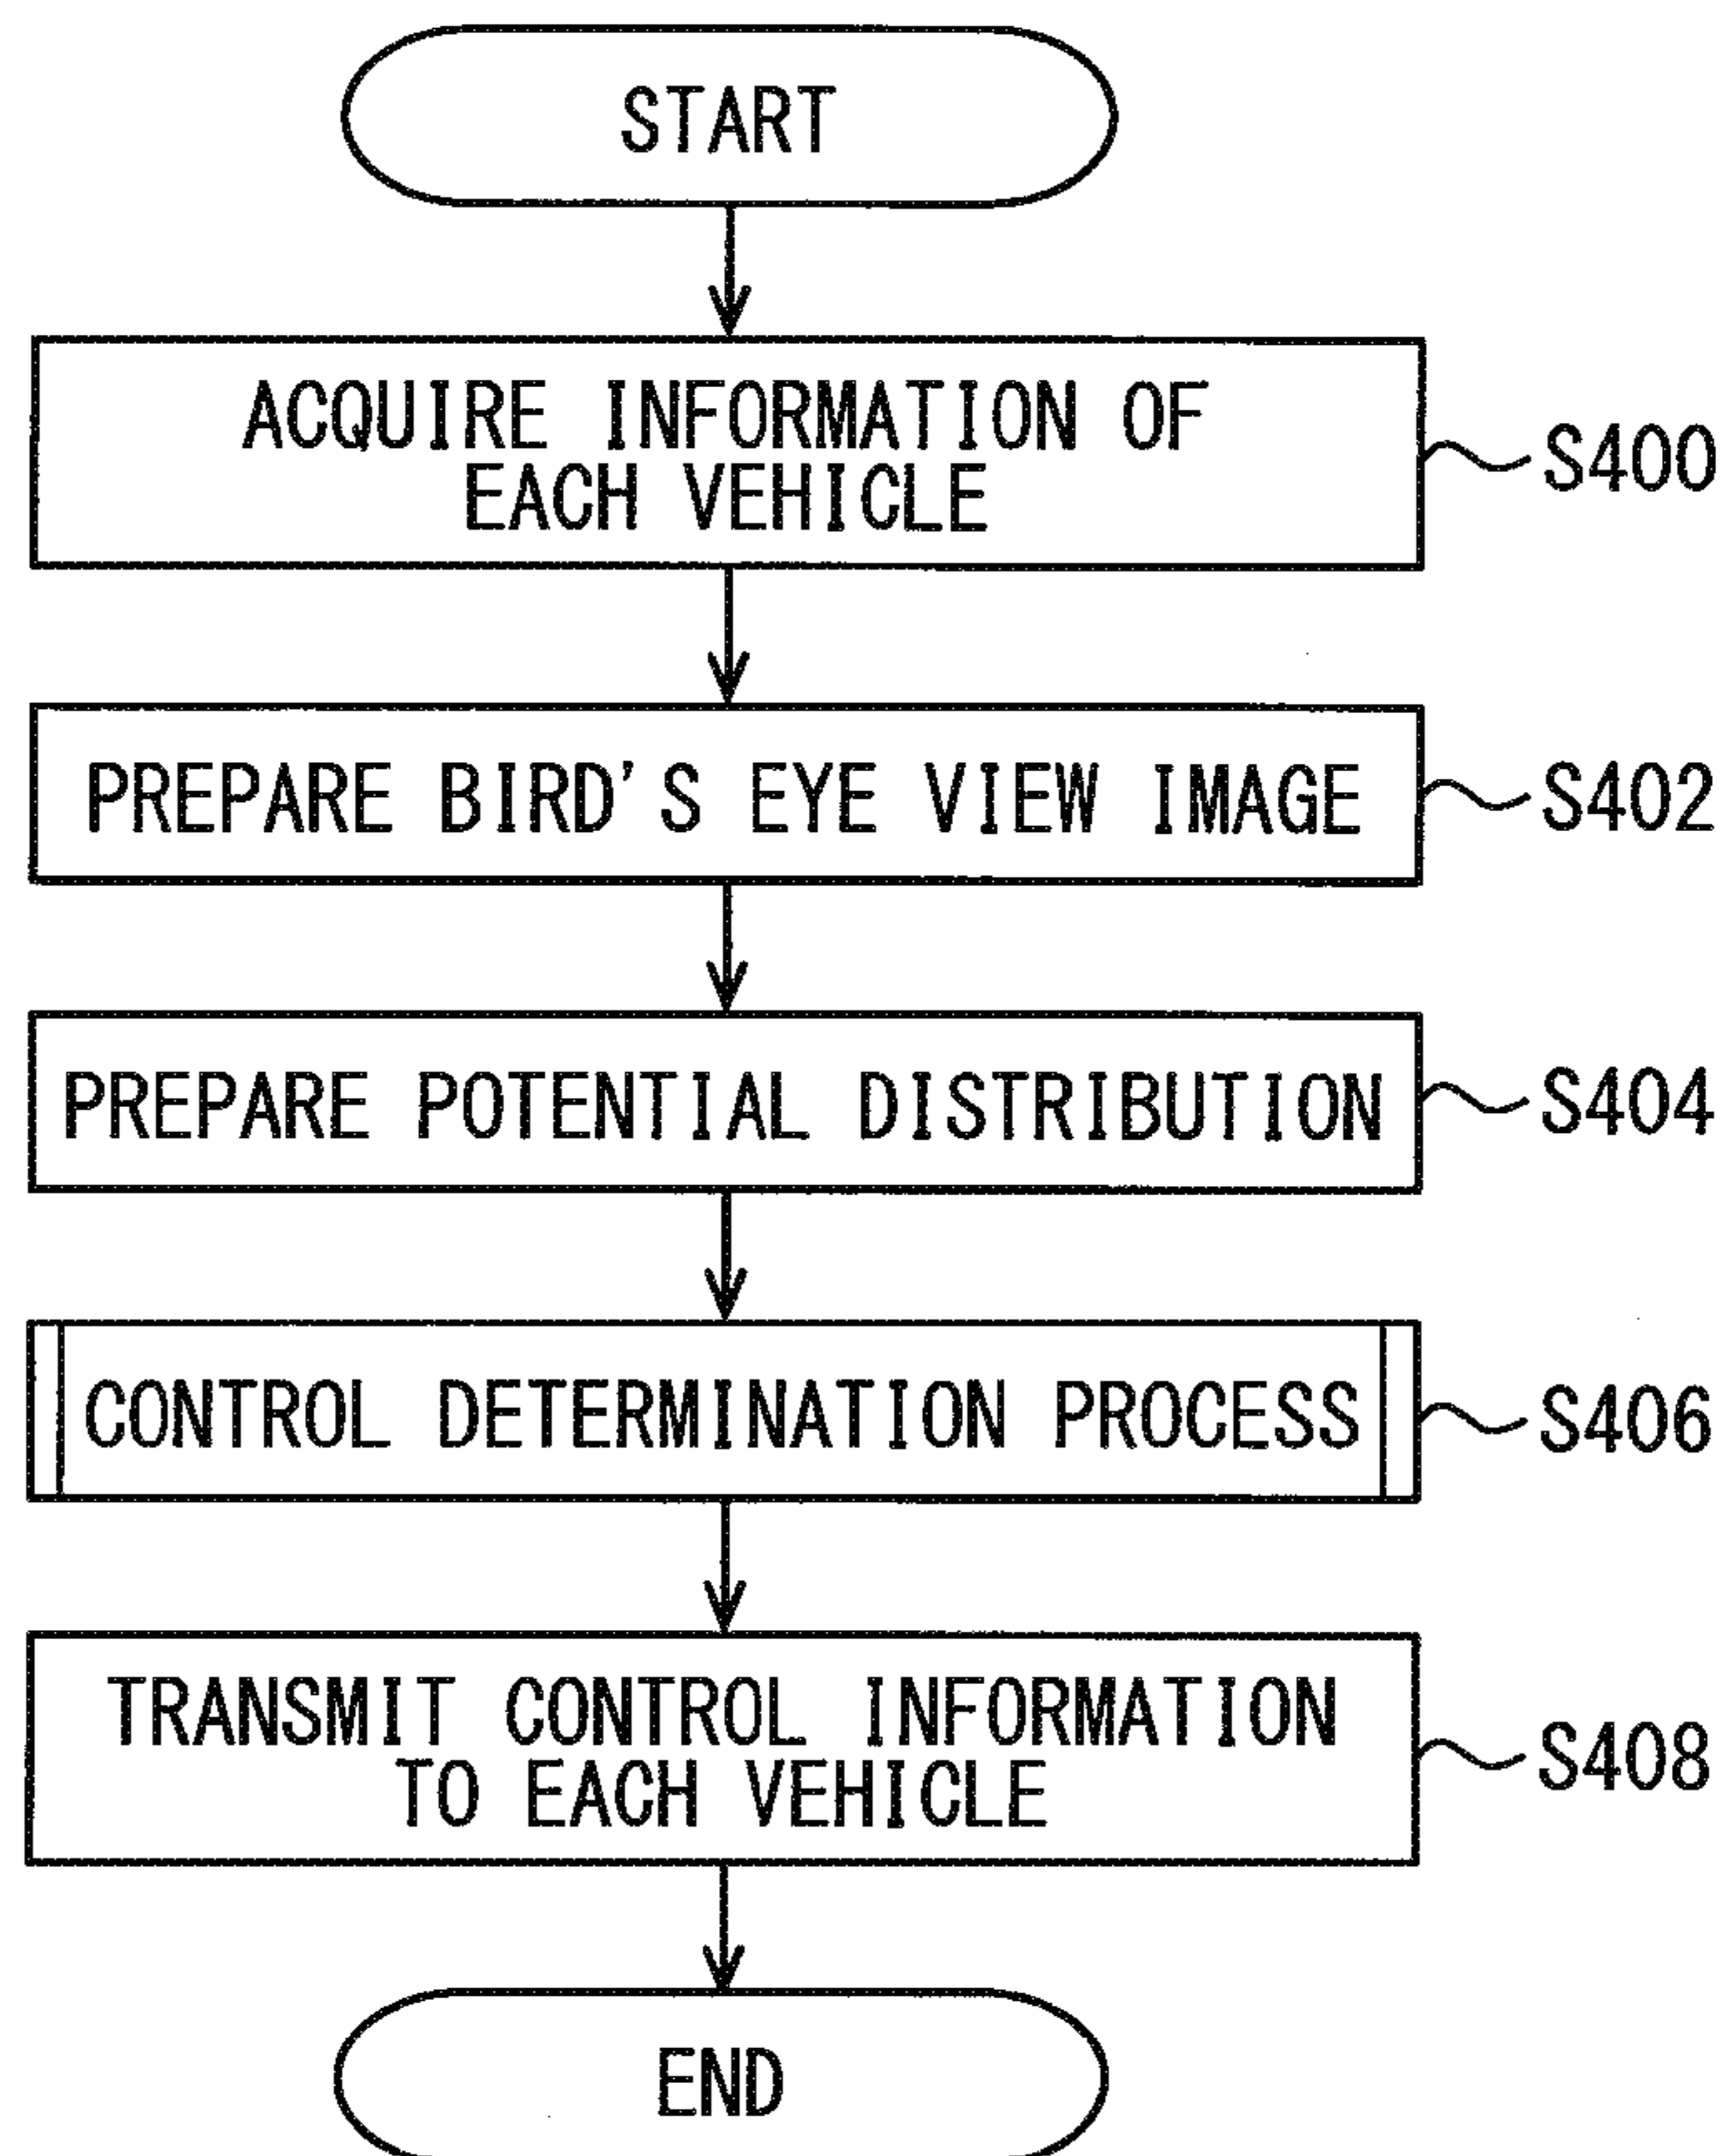 START
ACQUIRE INFORMATION OF
EACH VEHICLE
S400
PREPARE BIRD'S EYE VIEW IMAGE
S402
PREPARE POTENTIAL DISTRIBUTION
S404
CONTROL DETERMINATION PROCESS
S406
TRANSMIT CONTROL INFORMATION
TO EACH VEHICLE
S408
END